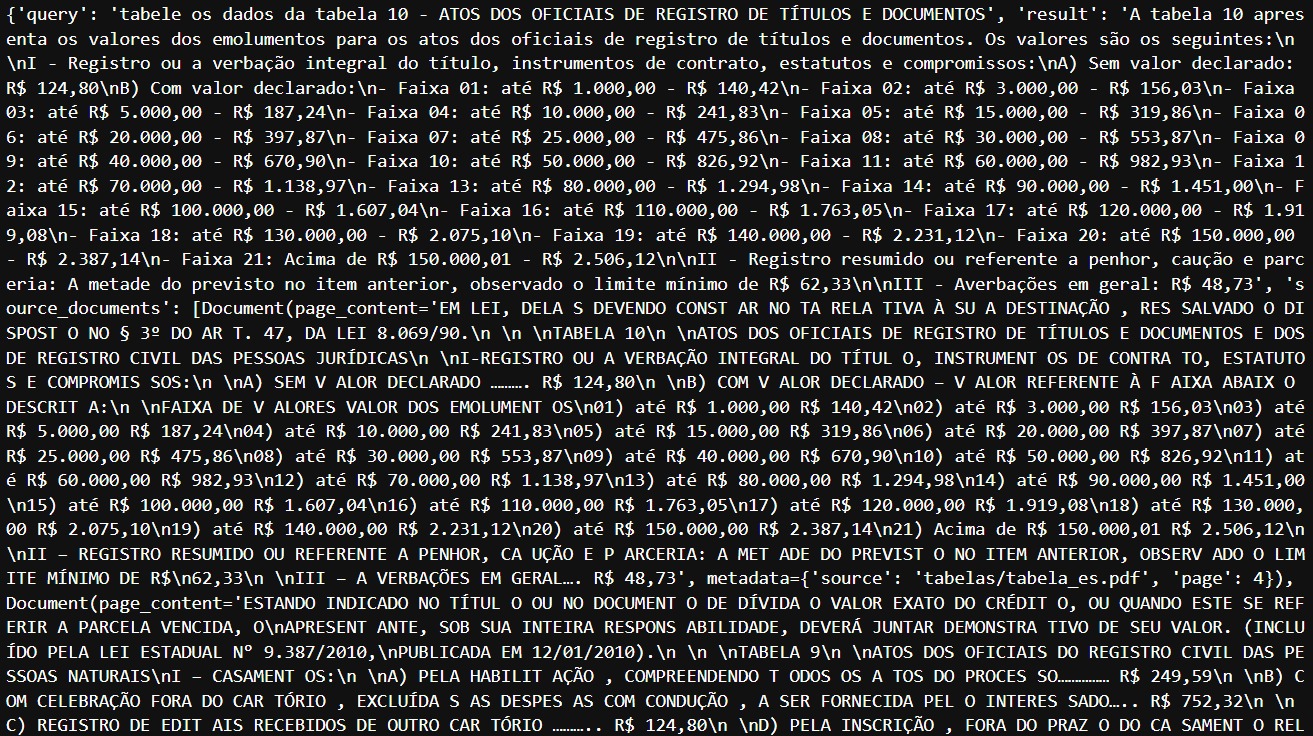 {'query': 'tabele os dados da tabela 10 - ATOS DOS OFICIAIS DE REGISTRO DE TÍTULOS E DOCUMENTOS', 'result': 'A tabela 10 apres
enta os valores dos emolumentos para os atos dos oficiais de registro de títulos e documentos. Os valores são os seguintes:\n
\nI - Registro ou a verbação integral do título, instrumentos de contrato, estatutos e compromissos:\nA) Sem valor declarado:
R$ 124,80\nB) Com valor declarado:\n- Faixa 01: até R$ 1.000,00 - R$ 140,42\n- Faixa 02: até R$ 3.000,00 - R$ 156,03\n- Faixa
03: até R$ 5.000,00 - R$ 187,24\n- Faixa 04: até R$ 10.000,00 - R$ 241,83\n- Faixa 05: até R$ 15.000,00 - R$ 319,86\n- Faixa 0
6: até R$ 20.000,00 - R$ 397,87\n- Faixa 07: até R$ 25.000,00 - R$ 475,86\n- Faixa 08: até R$ 30.000,00 - R$ 553,87\n- Faixa 0
9: até R$ 40.000,00 - R$ 670,90\n- Faixa 10: até R$ 50.000,00 - R$ 826,92\n- Faixa 11: até R$ 60.000,00 - R$ 982,93\n- Faixa 1
2: até R$ 70.000,00 - R$ 1.138,97\n- Faixa 13: até R$ 80.000,00 - R$ 1.294,98\n- Faixa 14: até R$ 90.000,00 - R$ 1.451,00\n- F
aixa 15: até R$ 100.000,00 - R$ 1.607,04\n- Faixa 16: até R$ 110.000,00 - R$ 1.763,05\n- Faixa 17: até R$ 120.000,00 - R$ 1.91
9,08\n- Faixa 18: até R$ 130.000,00 - R$ 2.075,10\n- Faixa 19: até R$ 140.000,00 - R$ 2.231,12\n- Faixa 20: até R$ 150.000,00
- R$ 2.387,14\n- Faixa 21: Acima de R$ 150.000,01 - R$ 2.506,12\n\nII - Registro resumido ou referente a penhor, caução e parc
eria: A metade do previsto no item anterior, observado o limite mínimo de R$ 62,33\n\nIII - Averbações em geral: R$ 48,73', 's
ource_documents': [Document(page_content='EM LEI, DELA S DEVENDO CONST AR NO TA RELA TIVA À SU A DESTINAÇÃO , RES SALVADO O DI
SPOST O NO § 3º DO AR T. 47, DA LEI 8.069/90.\n \n \nTABELA 10\n \nATOS DOS OFICIAIS DE REGISTRO DE TÍTULOS E DOCUMENTOS E DOS
DE REGISTRO CIVIL DAS PESSOAS JURÍDICAS\n \nI-REGISTRO OU A VERBAÇÃO INTEGRAL DO TÍTUL O, INSTRUMENT OS DE CONTRA TO, ESTATUTO
S E COMPROMIS SOS:\n \nA) SEM V ALOR DECLARADO ………. R$ 124,80\n \nB) COM V ALOR DECLARADO – V ALOR REFERENTE À F AIXA ABAIX O
DESCRIT A:\n \nFAIXA DE V ALORES VALOR DOS EMOLUMENT OS\n01) até R$ 1.000,00 R$ 140,42\n02) até R$ 3.000,00 R$ 156,03\n03) até
R$ 5.000,00 R$ 187,24\n04) até R$ 10.000,00 R$ 241,83\n05) até R$ 15.000,00 R$ 319,86\n06) até R$ 20.000,00 R$ 397,87\n07) até
R$ 25.000,00 R$ 475,86\n08) até R$ 30.000,00 R$ 553,87\n09) até R$ 40.000,00 R$ 670,90\n10) até R$ 50.000,00 R$ 826,92\n11) at
é R$ 60.000,00 R$ 982,93\n12) até R$ 70.000,00 R$ 1.138,97\n13) até R$ 80.000,00 R$ 1.294,98\n14) até R$ 90.000,00 R$ 1.451,00
\n15) até R$ 100.000,00 R$ 1.607,04\n16) até R$ 110.000,00 R$ 1.763,05\n17) até R$ 120.000,00 R$ 1.919,08\n18) até R$ 130.000,
00 R$ 2.075,10\n19) até R$ 140.000,00 R$ 2.231,12\n20) até R$ 150.000,00 R$ 2.387,14\n21) Acima de R$ 150.000,01 R$ 2.506,12\n
\nII – REGISTRO RESUMIDO OU REFERENTE A PENHOR, CA UÇÃO E P ARCERIA: A MET ADE DO PREVIST O NO ITEM ANTERIOR, OBSERV ADO O LIM
ITE MÍNIMO DE R$\n62,33\n \nIII – A VERBAÇÕES EM GERAL…. R$ 48,73', metadata={'source': 'tabelas/tabela_es.pdf', 'page': 4}),
Document(page_content='ESTANDO INDICADO NO TÍTUL O OU NO DOCUMENT O DE DÍVIDA O VALOR EXATO DO CRÉDIT O, OU QUANDO ESTE SE REF
ERIR A PARCELA VENCIDA, O\nAPRESENT ANTE, SOB SUA INTEIRA RESPONS ABILIDADE, DEVERÁ JUNTAR DEMONSTRA TIVO DE SEU VALOR. (INCLU
ÍDO PELA LEI ESTADUAL Nº 9.387/2010,\nPUBLICADA EM 12/01/2010).\n \n \nTABELA 9\n \nATOS DOS OFICIAIS DO REGISTRO CIVIL DAS PE
SSOAS NATURAIS\nI – CASAMENT OS:\n \nA) PELA HABILIT AÇÃO , COMPREENDENDO T ODOS OS A TOS DO PROCES SO…………… R$ 249,59\n \nB) C
OM CELEBRAÇÃO FORA DO CAR TÓRIO , EXCLUÍDA S AS DESPES AS COM CONDUÇÃO , A SER FORNECIDA PEL O INTERES SADO….. R$ 752,32\n \n
C) REGISTRO DE EDIT AIS RECEBIDOS DE OUTRO CAR TÓRIO ……….. R$ 124,80\n \nD) PELA INSCRIÇÃO , FORA DO PRAZ O DO CA SAMENT O REL